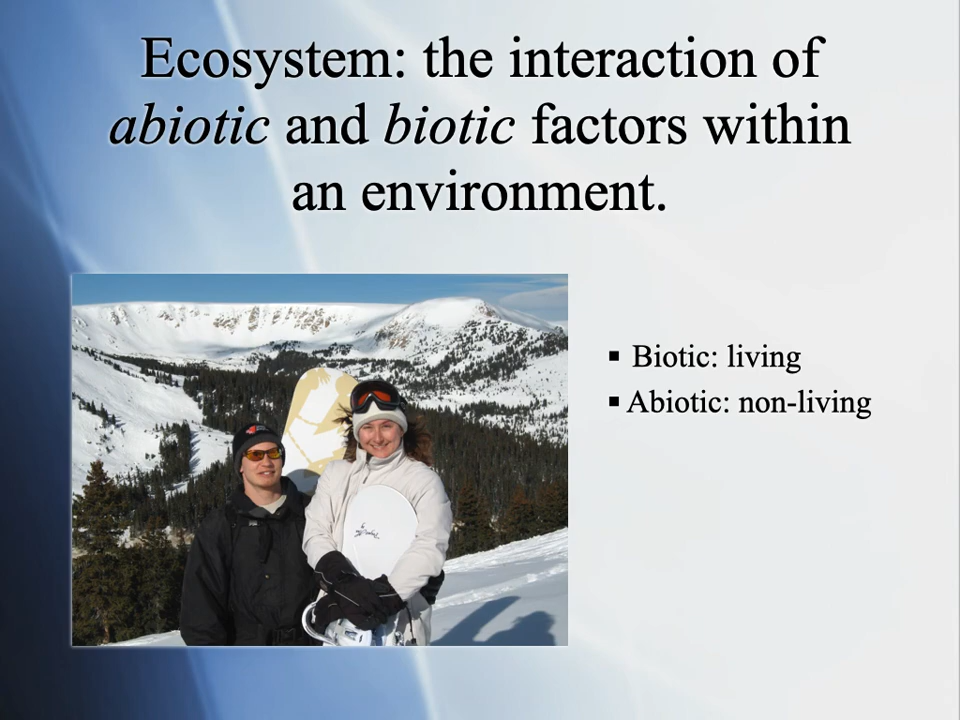 Ecosystem: the interaction of
abiotic and biotic factors within
an environment.
▪ Biotic: living
▪ Abiotic: non-living